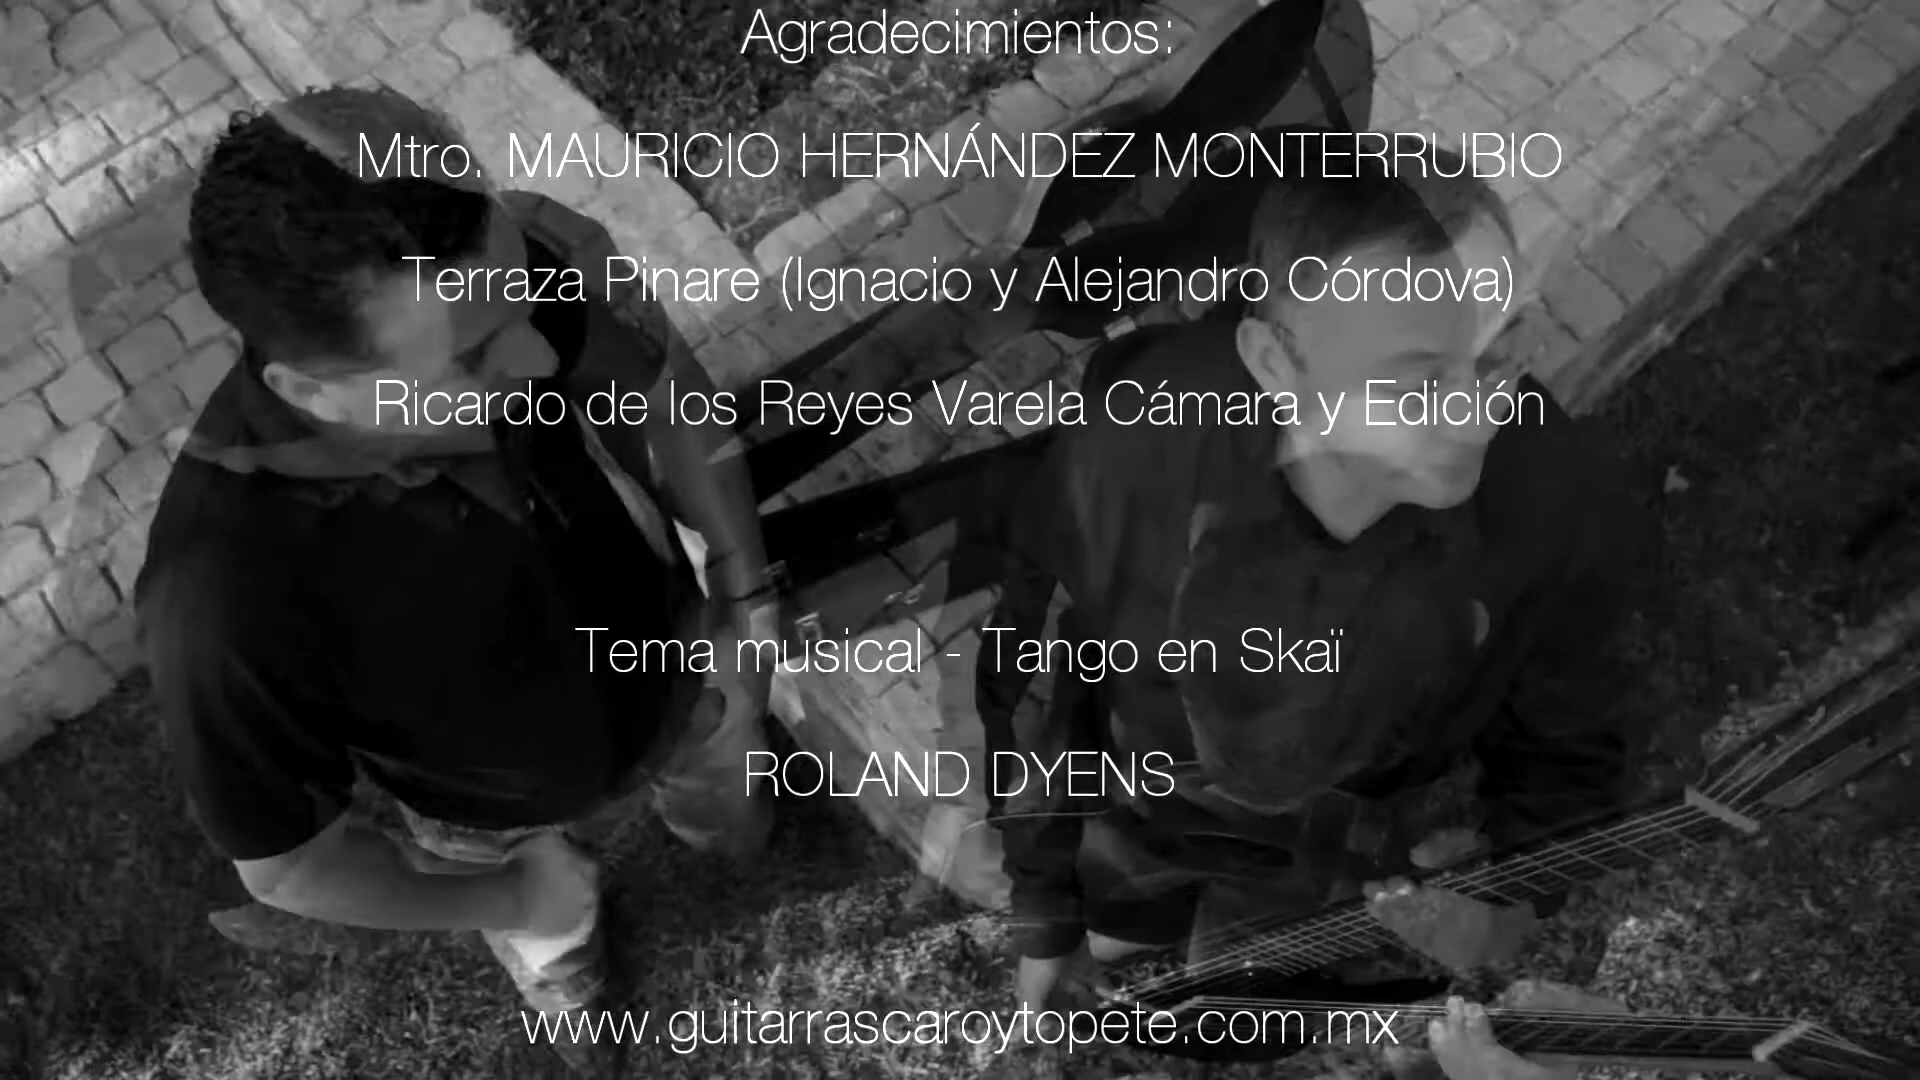 Agradecimientos:
Mtro. MAURICIO HERNÁNDEZ MONTERRUBIO
Terraza Pinare (Ignacio y Alejandro Córdova)
Ricardo de los Reyes Varela Cámara y Edición
Tema musical - Tango en Skaï
ROLAND DYENS
www.guitarrascaroytopete.com.mx